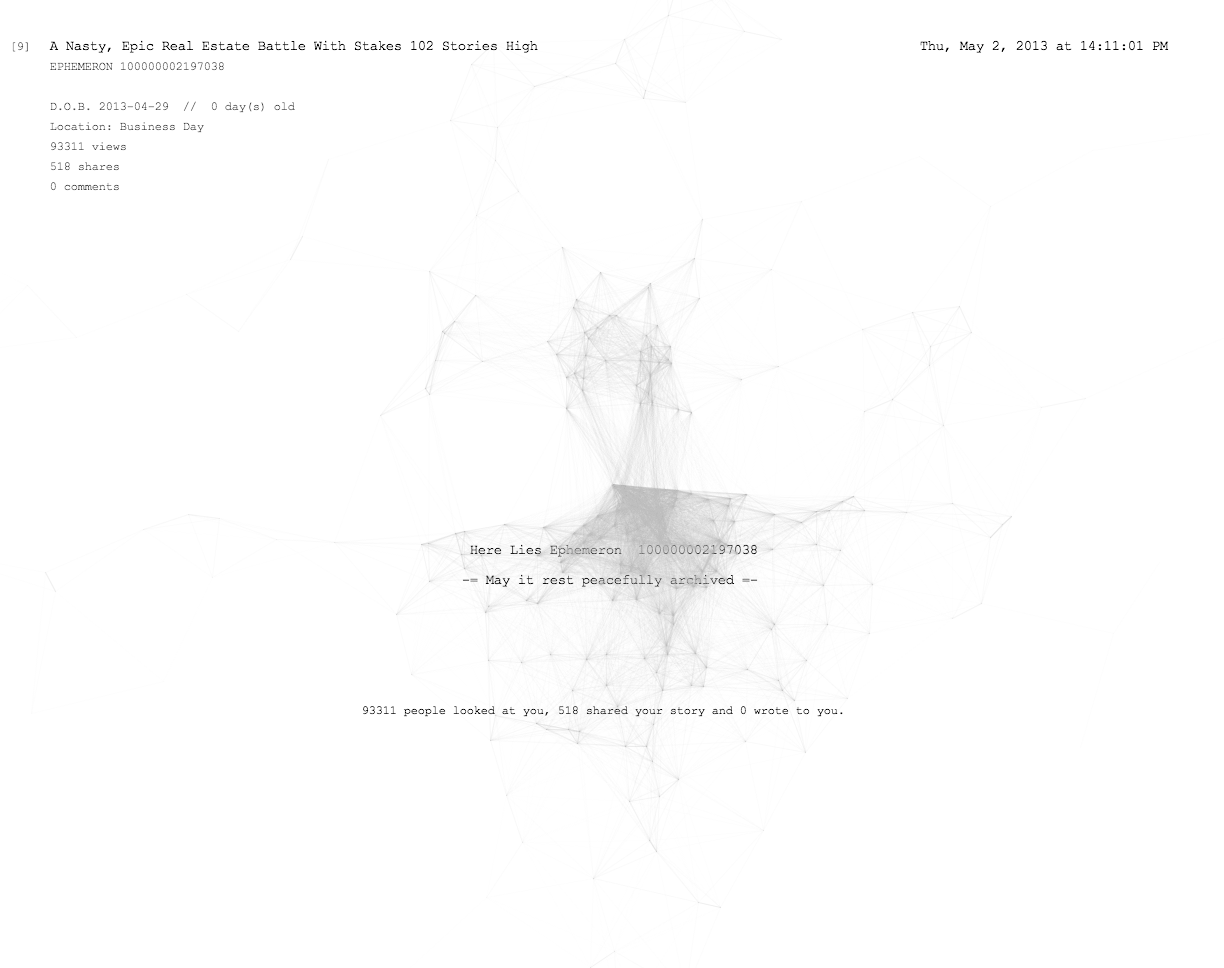 [9] A Nasty, Epic Real Estate Battle With Stakes 102 Stories High Thu, May 2, 2013 at 14:11:01 PM
EPHEMERON 100000002197038
D.O.B. 2013-04-29 // 0 day(s) old
Location: Business Day
93311 views
518 shares
0 comments
Here Lies Ephemeron 100000002197038
-= May it rest peacefully archived =-
93311 people looked at you, 518 shared your story and 0 wrote to you.